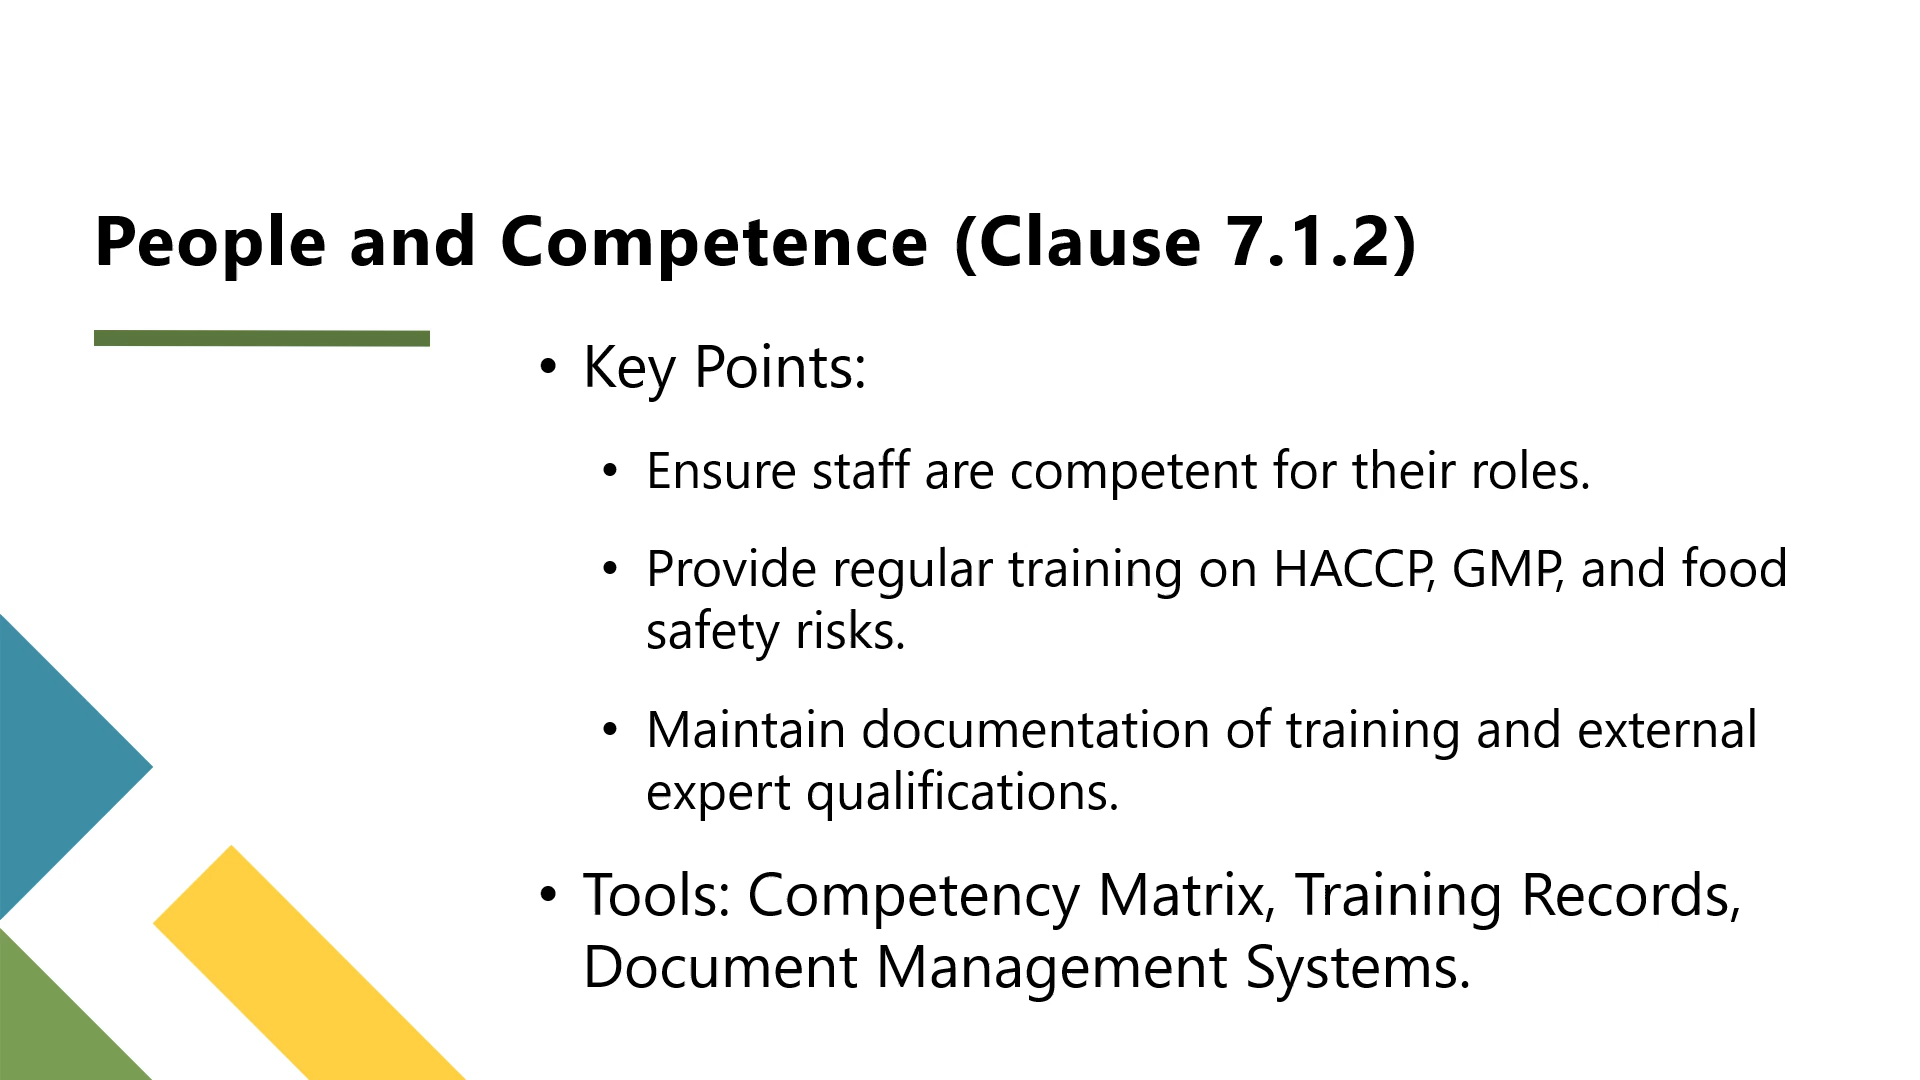 People and Competence (Clause 7.1.2)
• Key Points:
• Ensure staff are competent for their roles.
• Provide regular training on HACCP, GMP, and food
safety risks.
• Maintain documentation of training and external
expert qualifications.
• Tools: Competency Matrix, Training Records,
Document Management Systems.